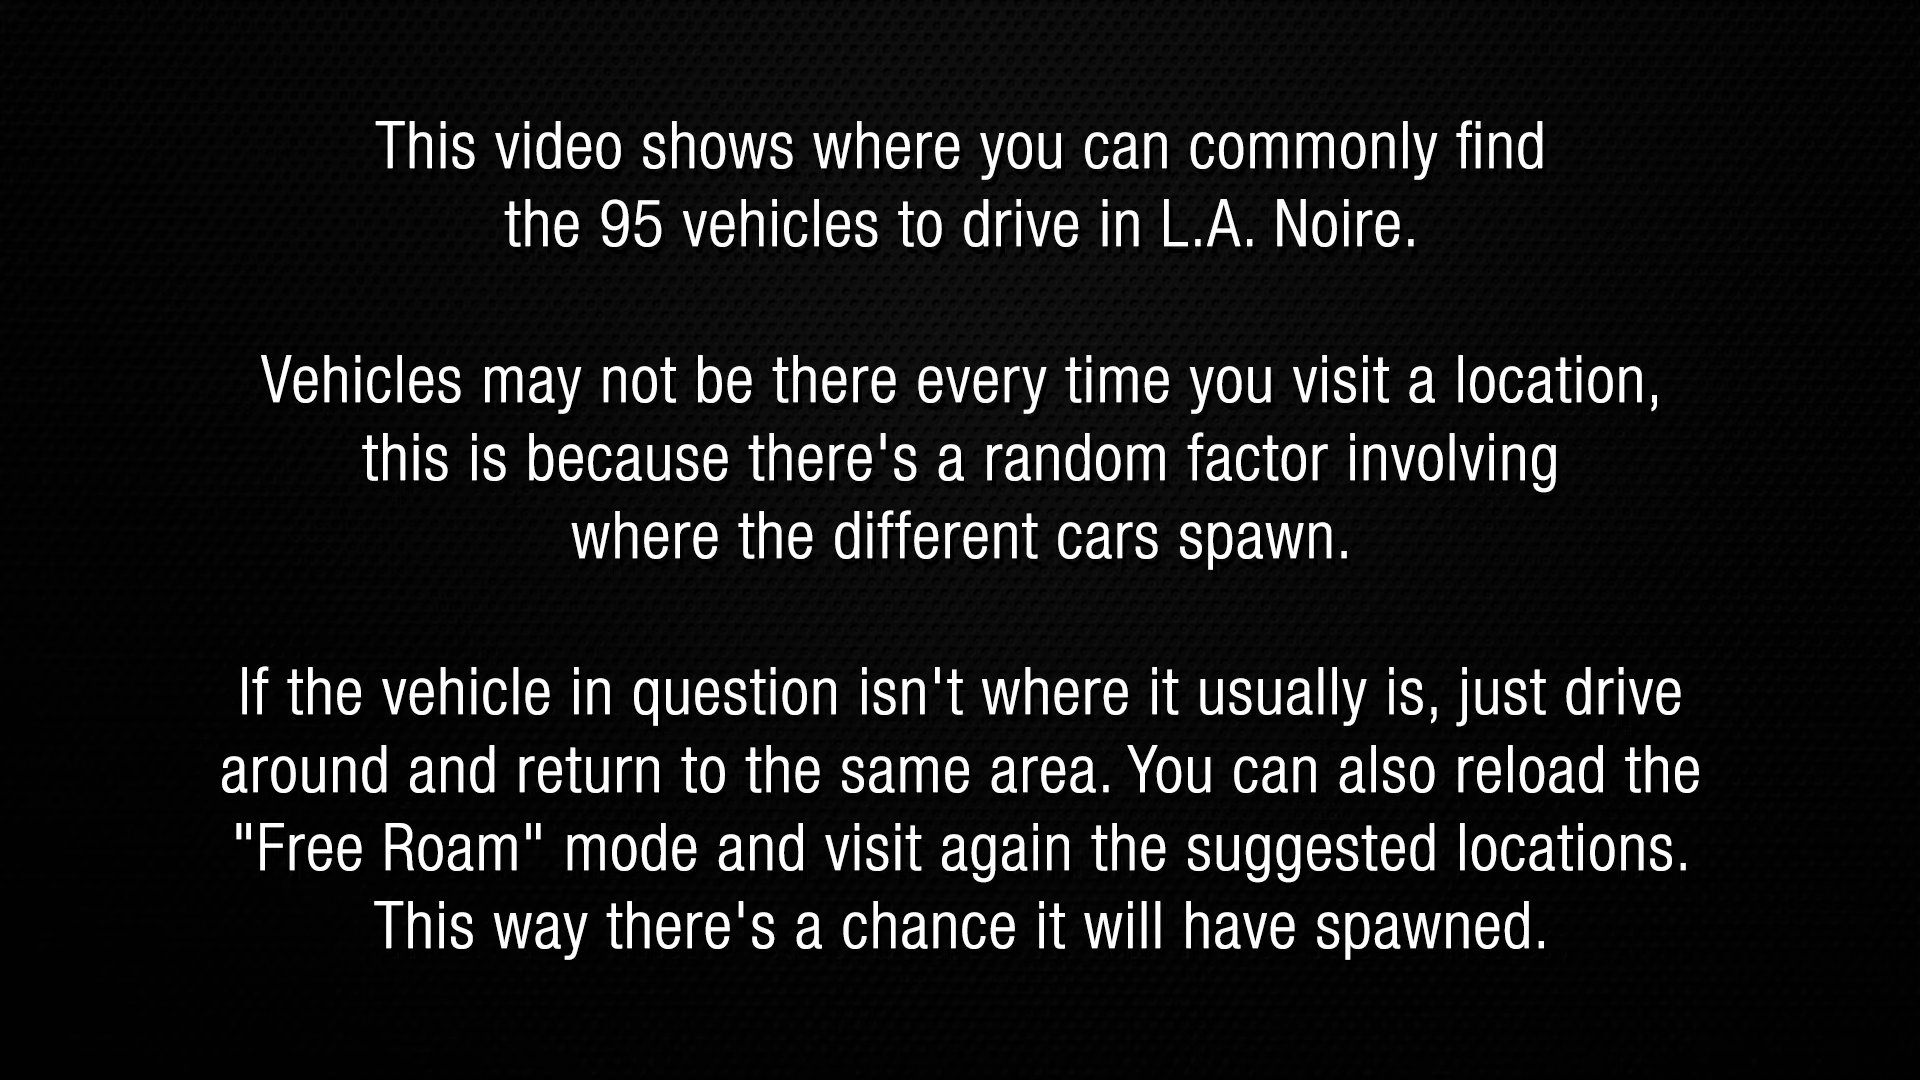 This video shows where you can commonly find
the 95 vehicles to drive in L.A. Noire.
Vehicles may not be there every time you visit a location,
this is because there's a random factor involving
where the different cars spawn.
If the vehicle in question isn't where it usually is, just drive
around and return to the same area. You can also reload the
"Free Roam" mode and visit again the suggested locations.
This way there's a chance it will have spawned.